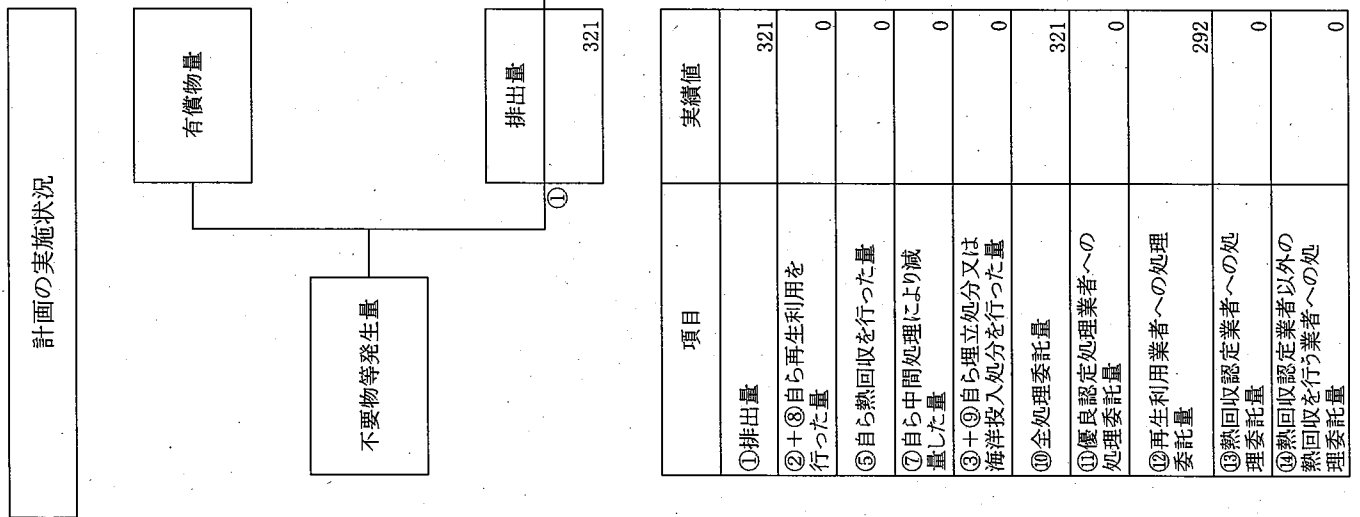 計画の実施状況
有償物量
不要物等発生量
①
排出量
321
項目
実績値
①排出量
321
②+⑧自ら再生利用を
行った量
0
⑤自ら熱回収を行った量
0
⑦自ら中間処理により減
量した量
0
③+⑨自ら埋立処分又は
海洋投入処分を行った量
0
⑩全処理委託量
321
⑪優良認定処理業者への
処理委託量
0
⑫再生利用業者への処理
委託量
292
⑬熱回収認定業者への処
理委託量
0
⑭熱回収認定業者以外の
熱回収を行う業者への処
理委託量
0